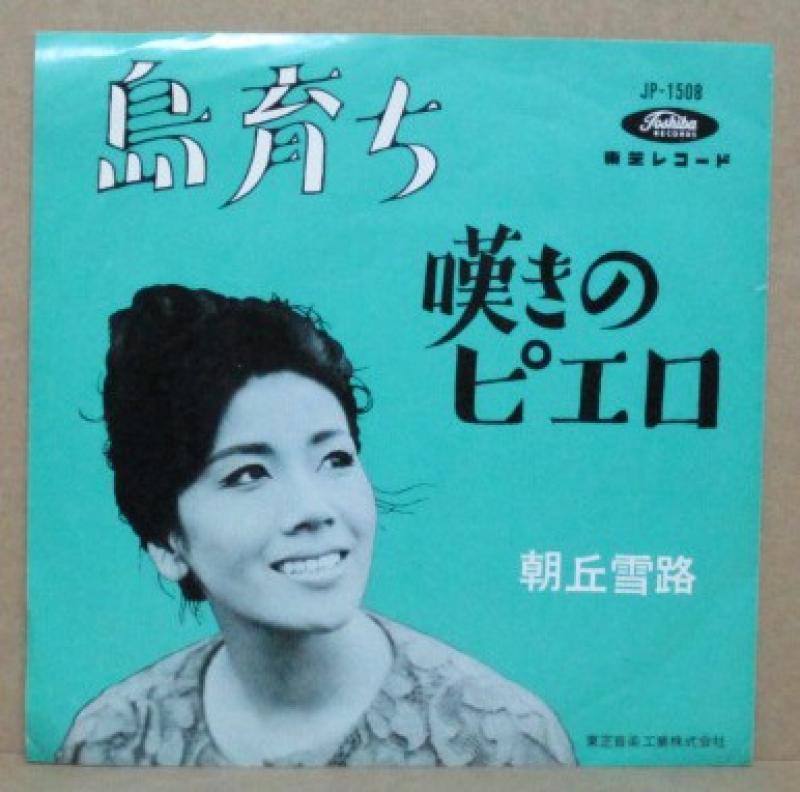 島育ち
JP-1508
Toshiba
RECORDS
東芝レコード
嘆きの
ピエロ
朝丘雪路
東芝音楽工業株式会社